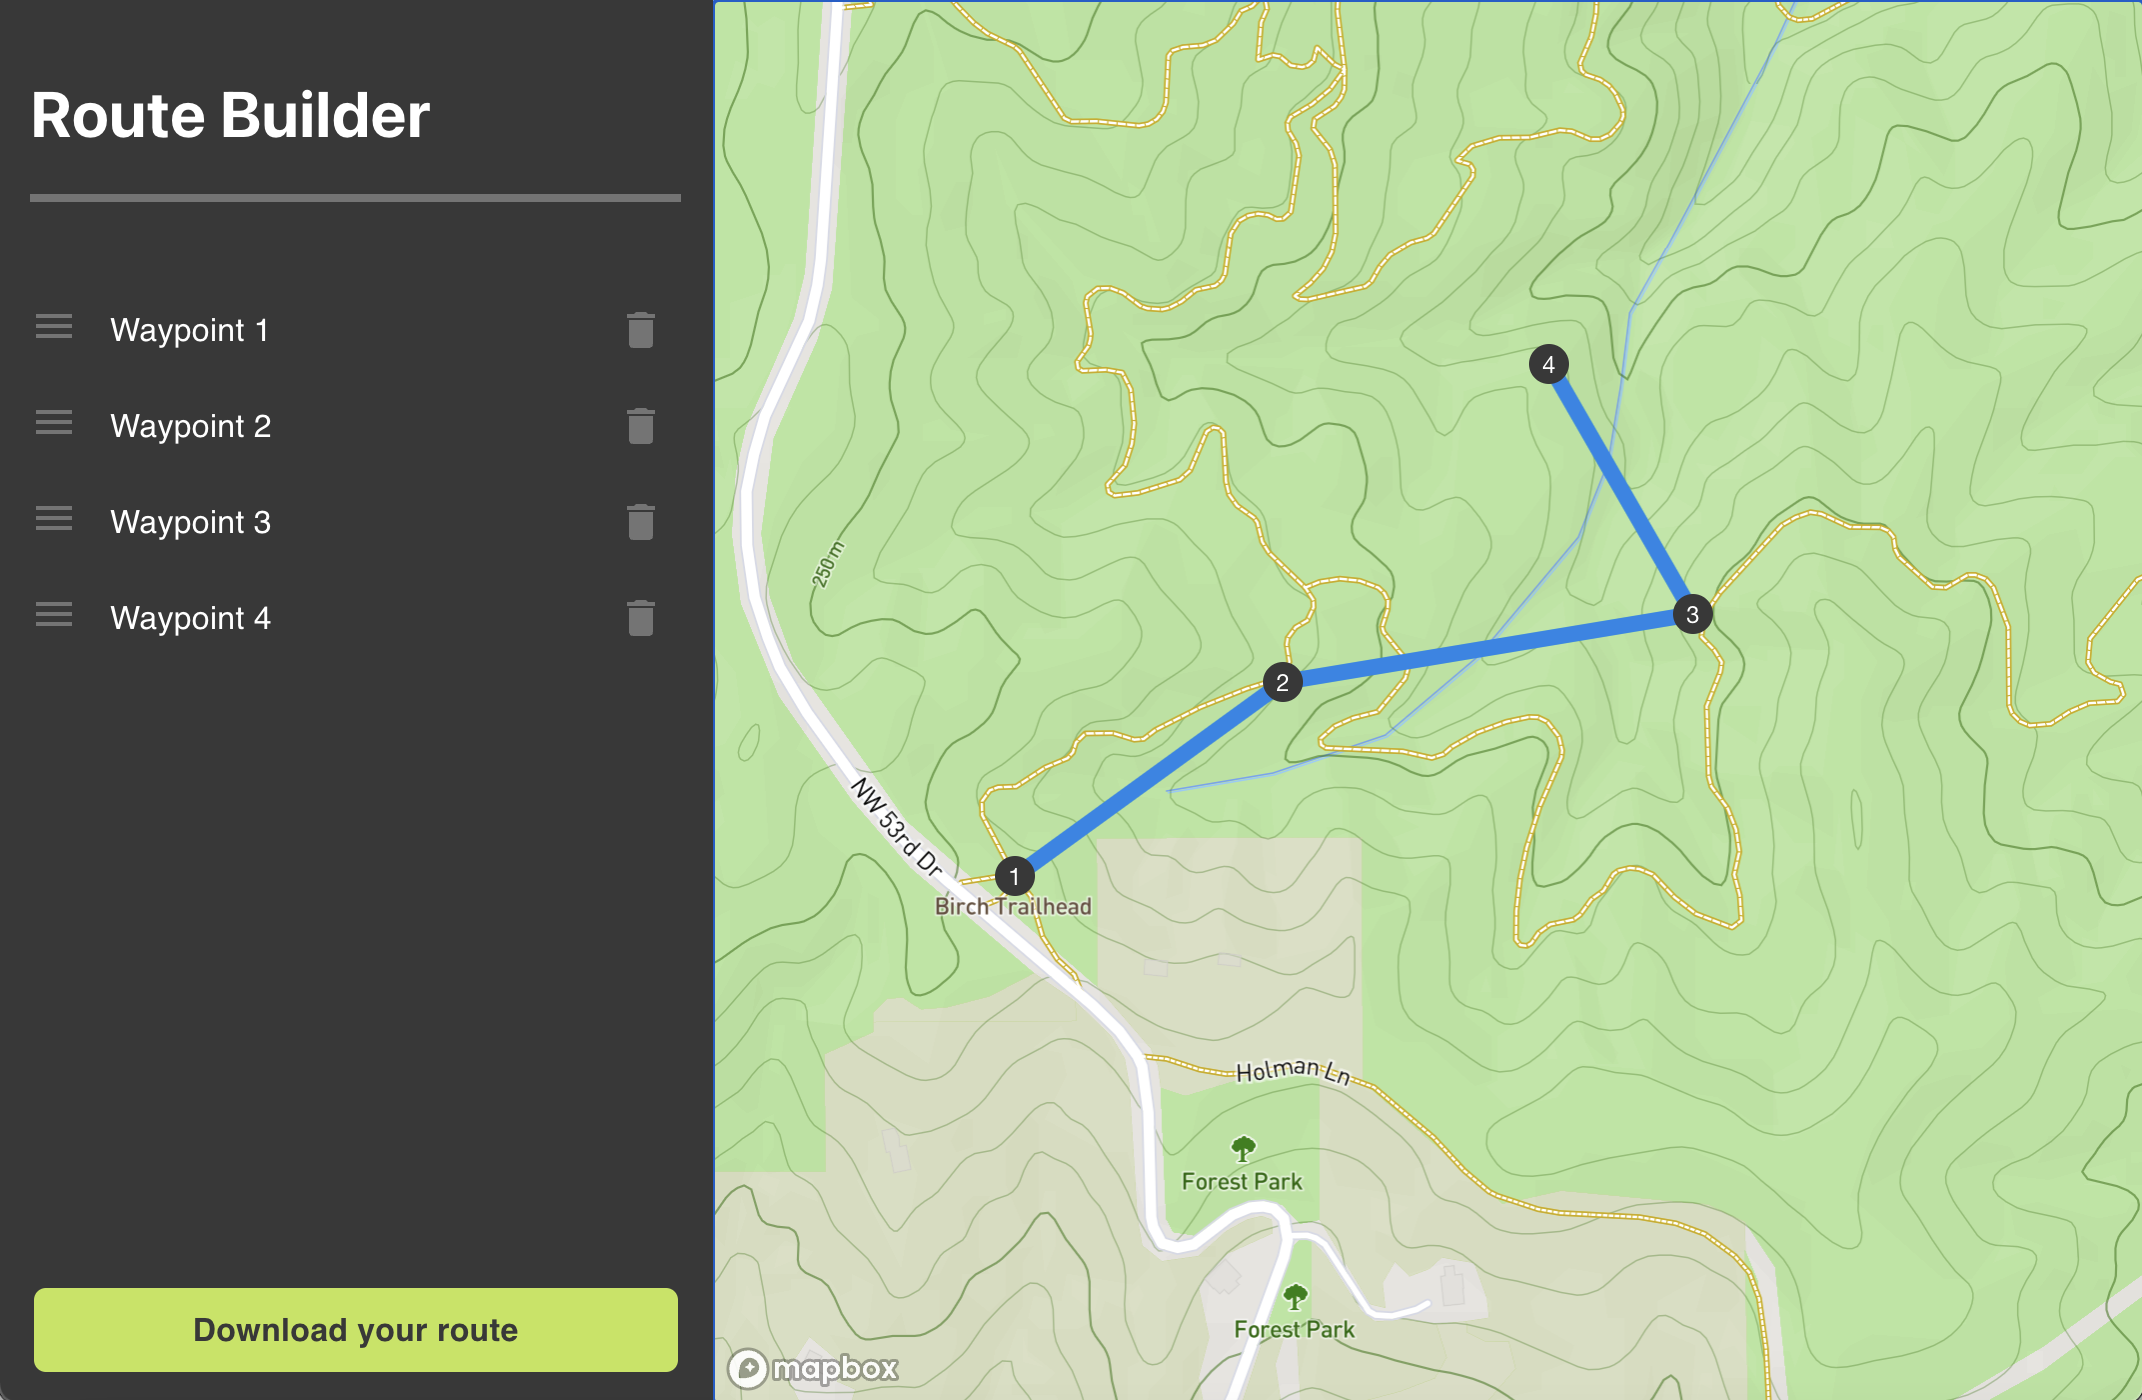 Route Builder
Waypoint 1
Waypoint 2
Waypoint 3
Waypoint 4
Download your route
250 m
4
3
2
1
NW 53rd Dr
Birch Trailhead
Holman Ln
Forest Park
Forest Park
mapbox